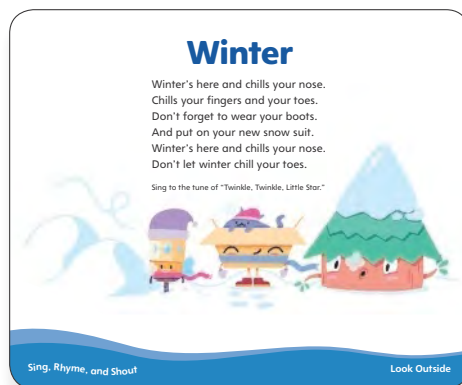 Winter
Winter's here and chills your nose.
Chills your fingers and your toes.
Don't forget to wear your boots.
And put on your new snow suit.
Winter's here and chills your nose.
Don't let winter chill your toes.
Sing to the tune of "Twinkle, Twinkle, Little Star."
Sing, Rhyme, and Shout
Look Outside